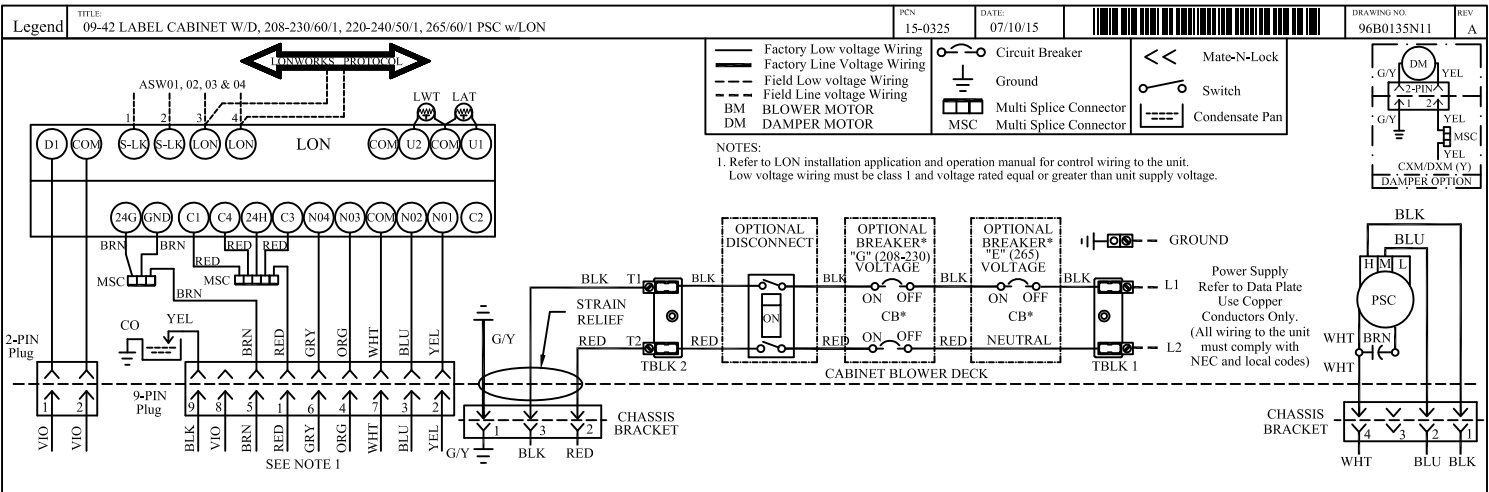 Legend
TITLE:
09-42 LABEL CABINET W/D, 208-230/60/1, 220-240/50/1, 265/60/1 PSC w/LON
PCN
15-0325
DATE:
07/10/15
DRAWING NO.
96B0135N11
REV
A
LONWORKS PROTOCOL
ASW01, 02, 03 & 04
1 2 3 4
LWT LAT
D1 COM S-LK S-LK LON LON LON COM U2 COM U1
24G GND C1 C4 24H C3 N04 N03 COM N02 N01 C2
BRN BRN RED RED RED
MSC MSC
BRN
Factory Low voltage Wiring
Factory Line Voltage Wiring
Field Low voltage Wiring
Field Line voltage Wiring
BM BLOWER MOTOR
DM DAMPER MOTOR
Circuit Breaker
Ground
Multi Splice Connector
MSC Multi Splice Connector
Mate-N-Lock
Switch
Condensate Pan
NOTES:
1. Refer to LON installation application and operation manual for control wiring to the unit.
Low voltage wiring must be class 1 and voltage rated equal or greater than unit supply voltage.
DM
G/Y YEL
2-PIN
1 2
G/Y YEL
MSC
YEL
CXM/DXM (Y)
DAMPER OPTION
2-PIN
Plug
CO YEL
BRN RED GRY ORG WHT BLU YEL
1 2
9-PIN
Plug
9 8 5 1 6 4 7 3 2
VIO VIO
BLK VIO BRN RED GRY ORG WHT BLU YEL
SEE NOTE 1
G/Y
STRAIN
RELIEF
BLK T1
RED T2
TBLK 2
BLK
RED
OPTIONAL
DISCONNECT
ON
BLK
RED
OPTIONAL
BREAKER*
"G" (208-230)
VOLTAGE
ON OFF
CB*
ON OFF
BLK
RED
OPTIONAL
BREAKER*
"E" (265)
VOLTAGE
ON OFF
CB*
NEUTRAL
BLK
GROUND
L1
L2
TBLK 1
CABINET BLOWER DECK
Power Supply
Refer to Data Plate
Use Copper
Conductors Only.
(All wiring to the unit
must comply with
NEC and local codes)
1 3 2
CHASSIS
BRACKET
G/Y BLK RED
BLK
BLU
H M L
PSC
WHT BRN
WHT
CHASSIS
BRACKET
4 3 2 1
WHT BLU BLK